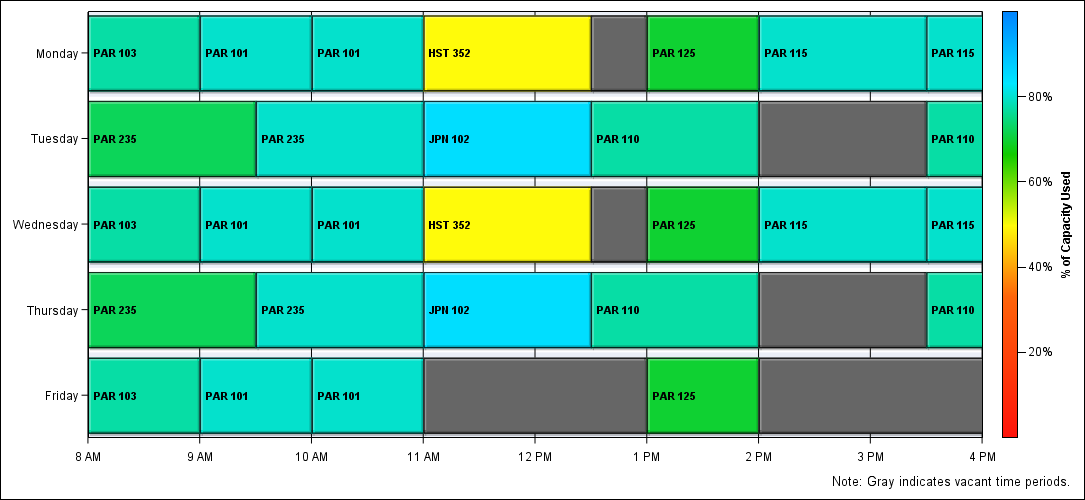 Monday
PAR 103
PAR 101
PAR 101
HST 352
PAR 125
PAR 115
PAR 115
Tuesday
PAR 235
PAR 235
JPN 102
PAR 110
PAR 110
Wednesday
PAR 103
PAR 101
PAR 101
HST 352
PAR 125
PAR 115
PAR 115
Thursday
PAR 235
PAR 235
JPN 102
PAR 110
PAR 110
Friday
PAR 103
PAR 101
PAR 101
PAR 125
8 AM
9 AM
10 AM
11 AM
12 PM
1 PM
2 PM
3 PM
4 PM
80%
60%
40%
20%
% of Capacity Used
Note: Gray indicates vacant time periods.